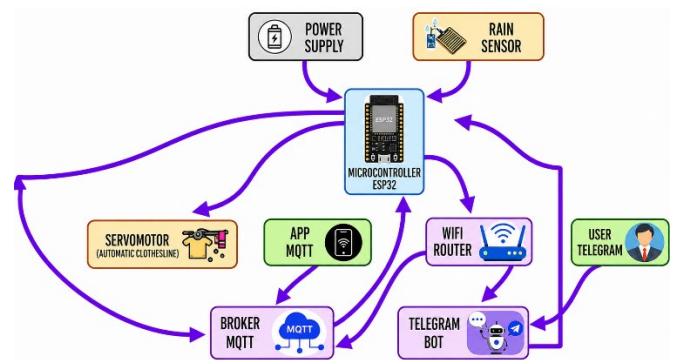 POWER
SUPPLY
RAIN
SENSOR
ESP32
MICROCONTROLLER
ESP32
SERVOMOTOR
(AUTOMATIC CLOTHESLINE)
APP
MQTT
WIFI
ROUTER
USER
TELEGRAM
BROKER
MQTT
MQTT
TELEGRAM
BOT